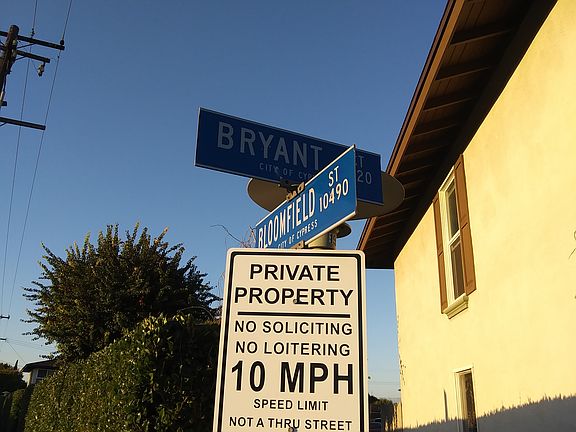 BRYANT
CITY OF
20
BLOOMFIELD ST
10490
CITY OF CYPRESS
PRIVATE
PROPERTY
NO SOLICITING
NO LOITERING
10 MPH
SPEED LIMIT
NOT A THRU STREET